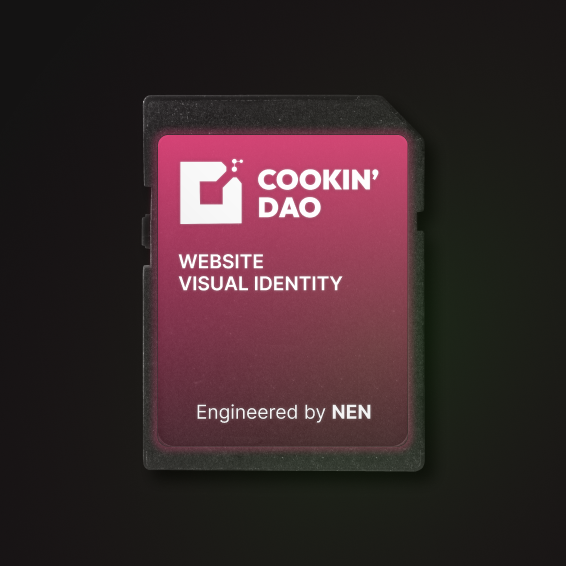 COOKIN’
DAO
WEBSITE
VISUAL IDENTITY
Engineered by NEN